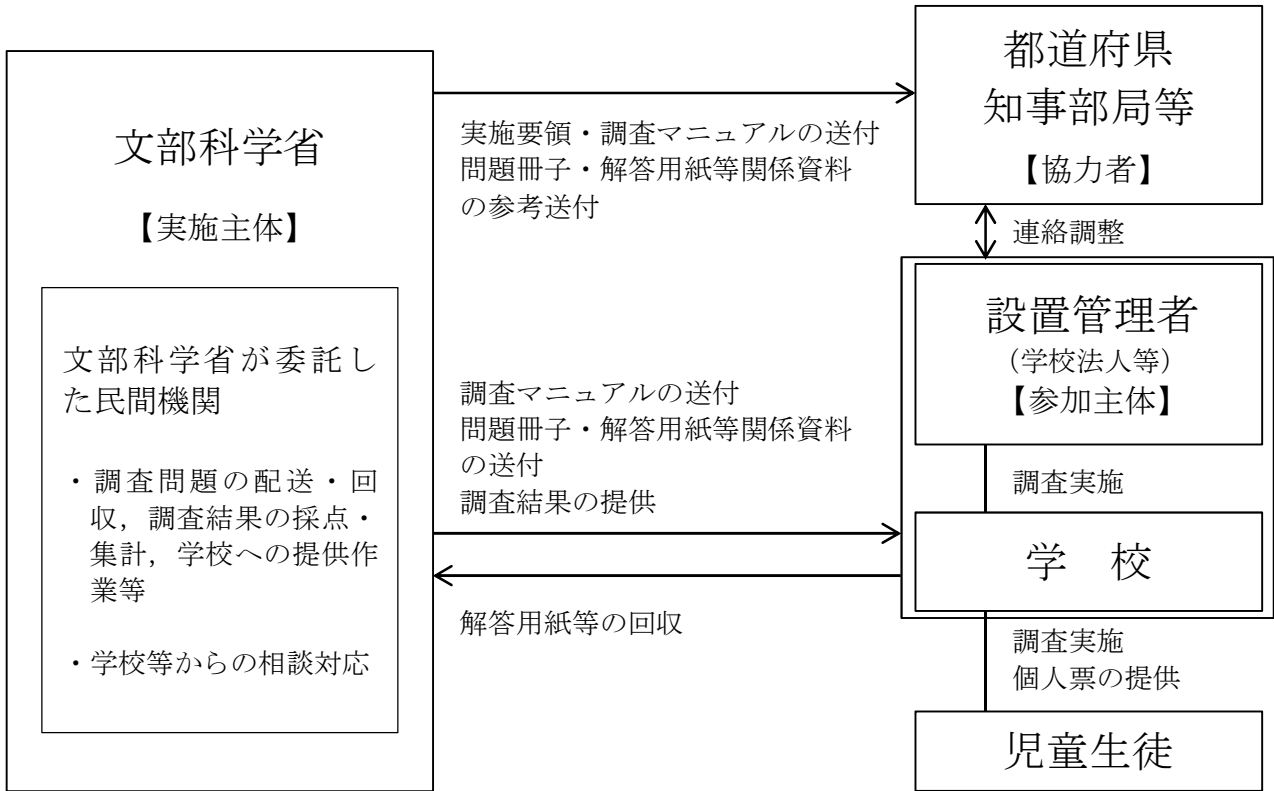 文部科学省
【実施主体】
文部科学省が委託し
た民間機関
・調査問題の配送・回
収，調査結果の採点・
集計，学校への提供作
業等
・学校等からの相談対応
実施要領・調査マニュアルの送付
問題冊子・解答用紙等関係資料
の参考送付
調査マニュアルの送付
問題冊子・解答用紙等関係資料
の送付
調査結果の提供
解答用紙等の回収
都道府県
知事部局等
【協力者】
連絡調整
設置管理者
（学校法人等）
【参加主体】
調査実施
学　校
調査実施
個人票の提供
児童生徒